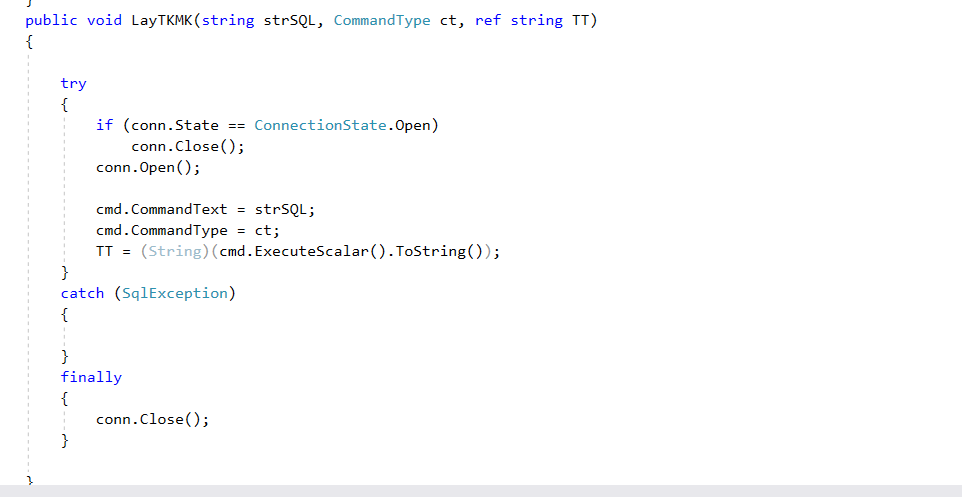 }
public void LayTKMK(string strSQL, CommandType ct, ref string TT)
{
try
{
if (conn.State == ConnectionState.Open)
conn.Close();
conn.Open();
cmd.CommandText = strSQL;
cmd.CommandType = ct;
TT = (String)(cmd.ExecuteScalar().ToString());
}
catch (SqlException)
{
}
finally
{
conn.Close();
}
}